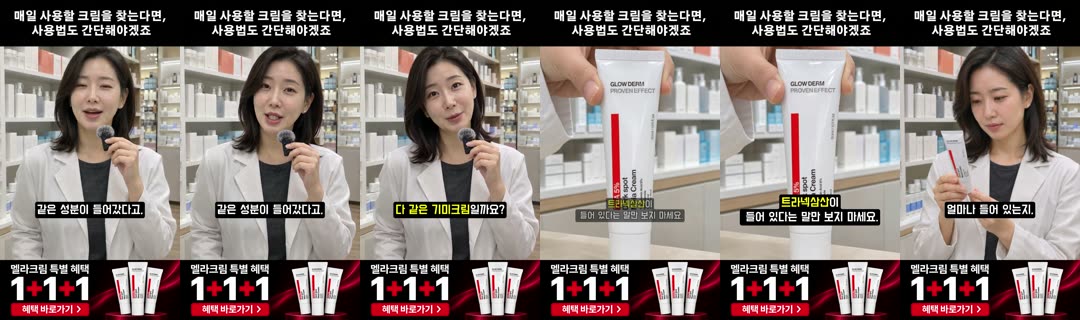 매일 사용할 크림을 찾는다면,
사용법도 간단해야겠죠
같은 성분이 들어갔다고.
멜라크림 특별 혜택
1+1+1
혜택 바로가기 >
매일 사용할 크림을 찾는다면,
사용법도 간단해야겠죠
같은 성분이 들어갔다고.
멜라크림 특별 혜택
1+1+1
혜택 바로가기 >
매일 사용할 크림을 찾는다면,
사용법도 간단해야겠죠
다 같은 기미크림일까요?
멜라크림 특별 혜택
1+1+1
혜택 바로가기 >
매일 사용할 크림을 찾는다면,
사용법도 간단해야겠죠
GLOW DERM
PROVEN EFFECT
spot
Cream
트라넥삼산이
들어 있다는 말만 보지 마세요.
멜라크림 특별 혜택
1+1+1
혜택 바로가기 >
매일 사용할 크림을 찾는다면,
사용법도 간단해야겠죠
GLOW DERM
PROVEN EFFECT
spot
Cream
트라넥삼산이
들어 있다는 말만 보지 마세요.
멜라크림 특별 혜택
1+1+1
혜택 바로가기 >
매일 사용할 크림을 찾는다면,
사용법도 간단해야겠죠
얼마나 들어 있는지.
멜라크림 특별 혜택
1+1+1
혜택 바로가기 >